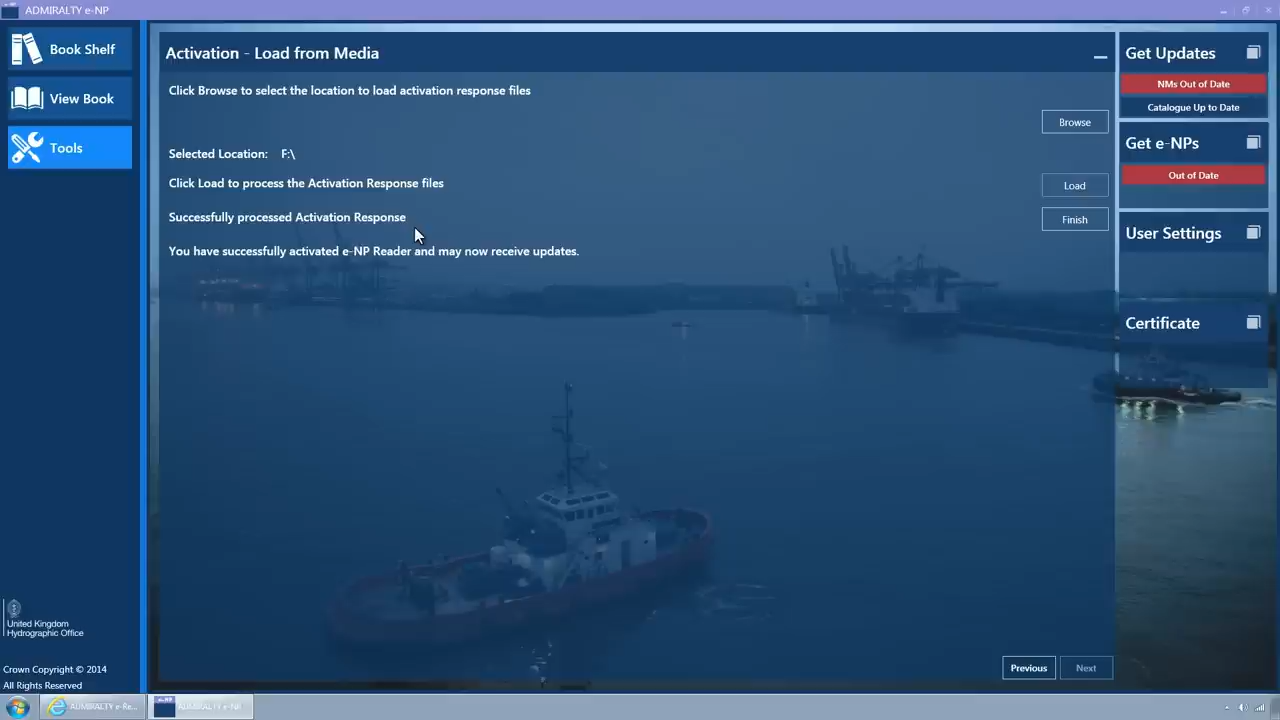 ADMIRALTY e-NP
Book Shelf
View Book
Tools
Activation - Load from Media
Click Browse to select the location to load activation response files
Browse
Selected Location: F:\
Click Load to process the Activation Response files
Load
Successfully processed Activation Response
Finish
You have successfully activated e-NP Reader and may now receive updates.
Previous
Next
Get Updates
NMs Out of Date
Catalogue Up to Date
Get e-NPs
Out of Date
User Settings
Certificate
United Kingdom
Hydrographic Office
Crown Copyright © 2014
All Rights Reserved
ADMIRALTY e-Re...
ADMIRALTY e-NP